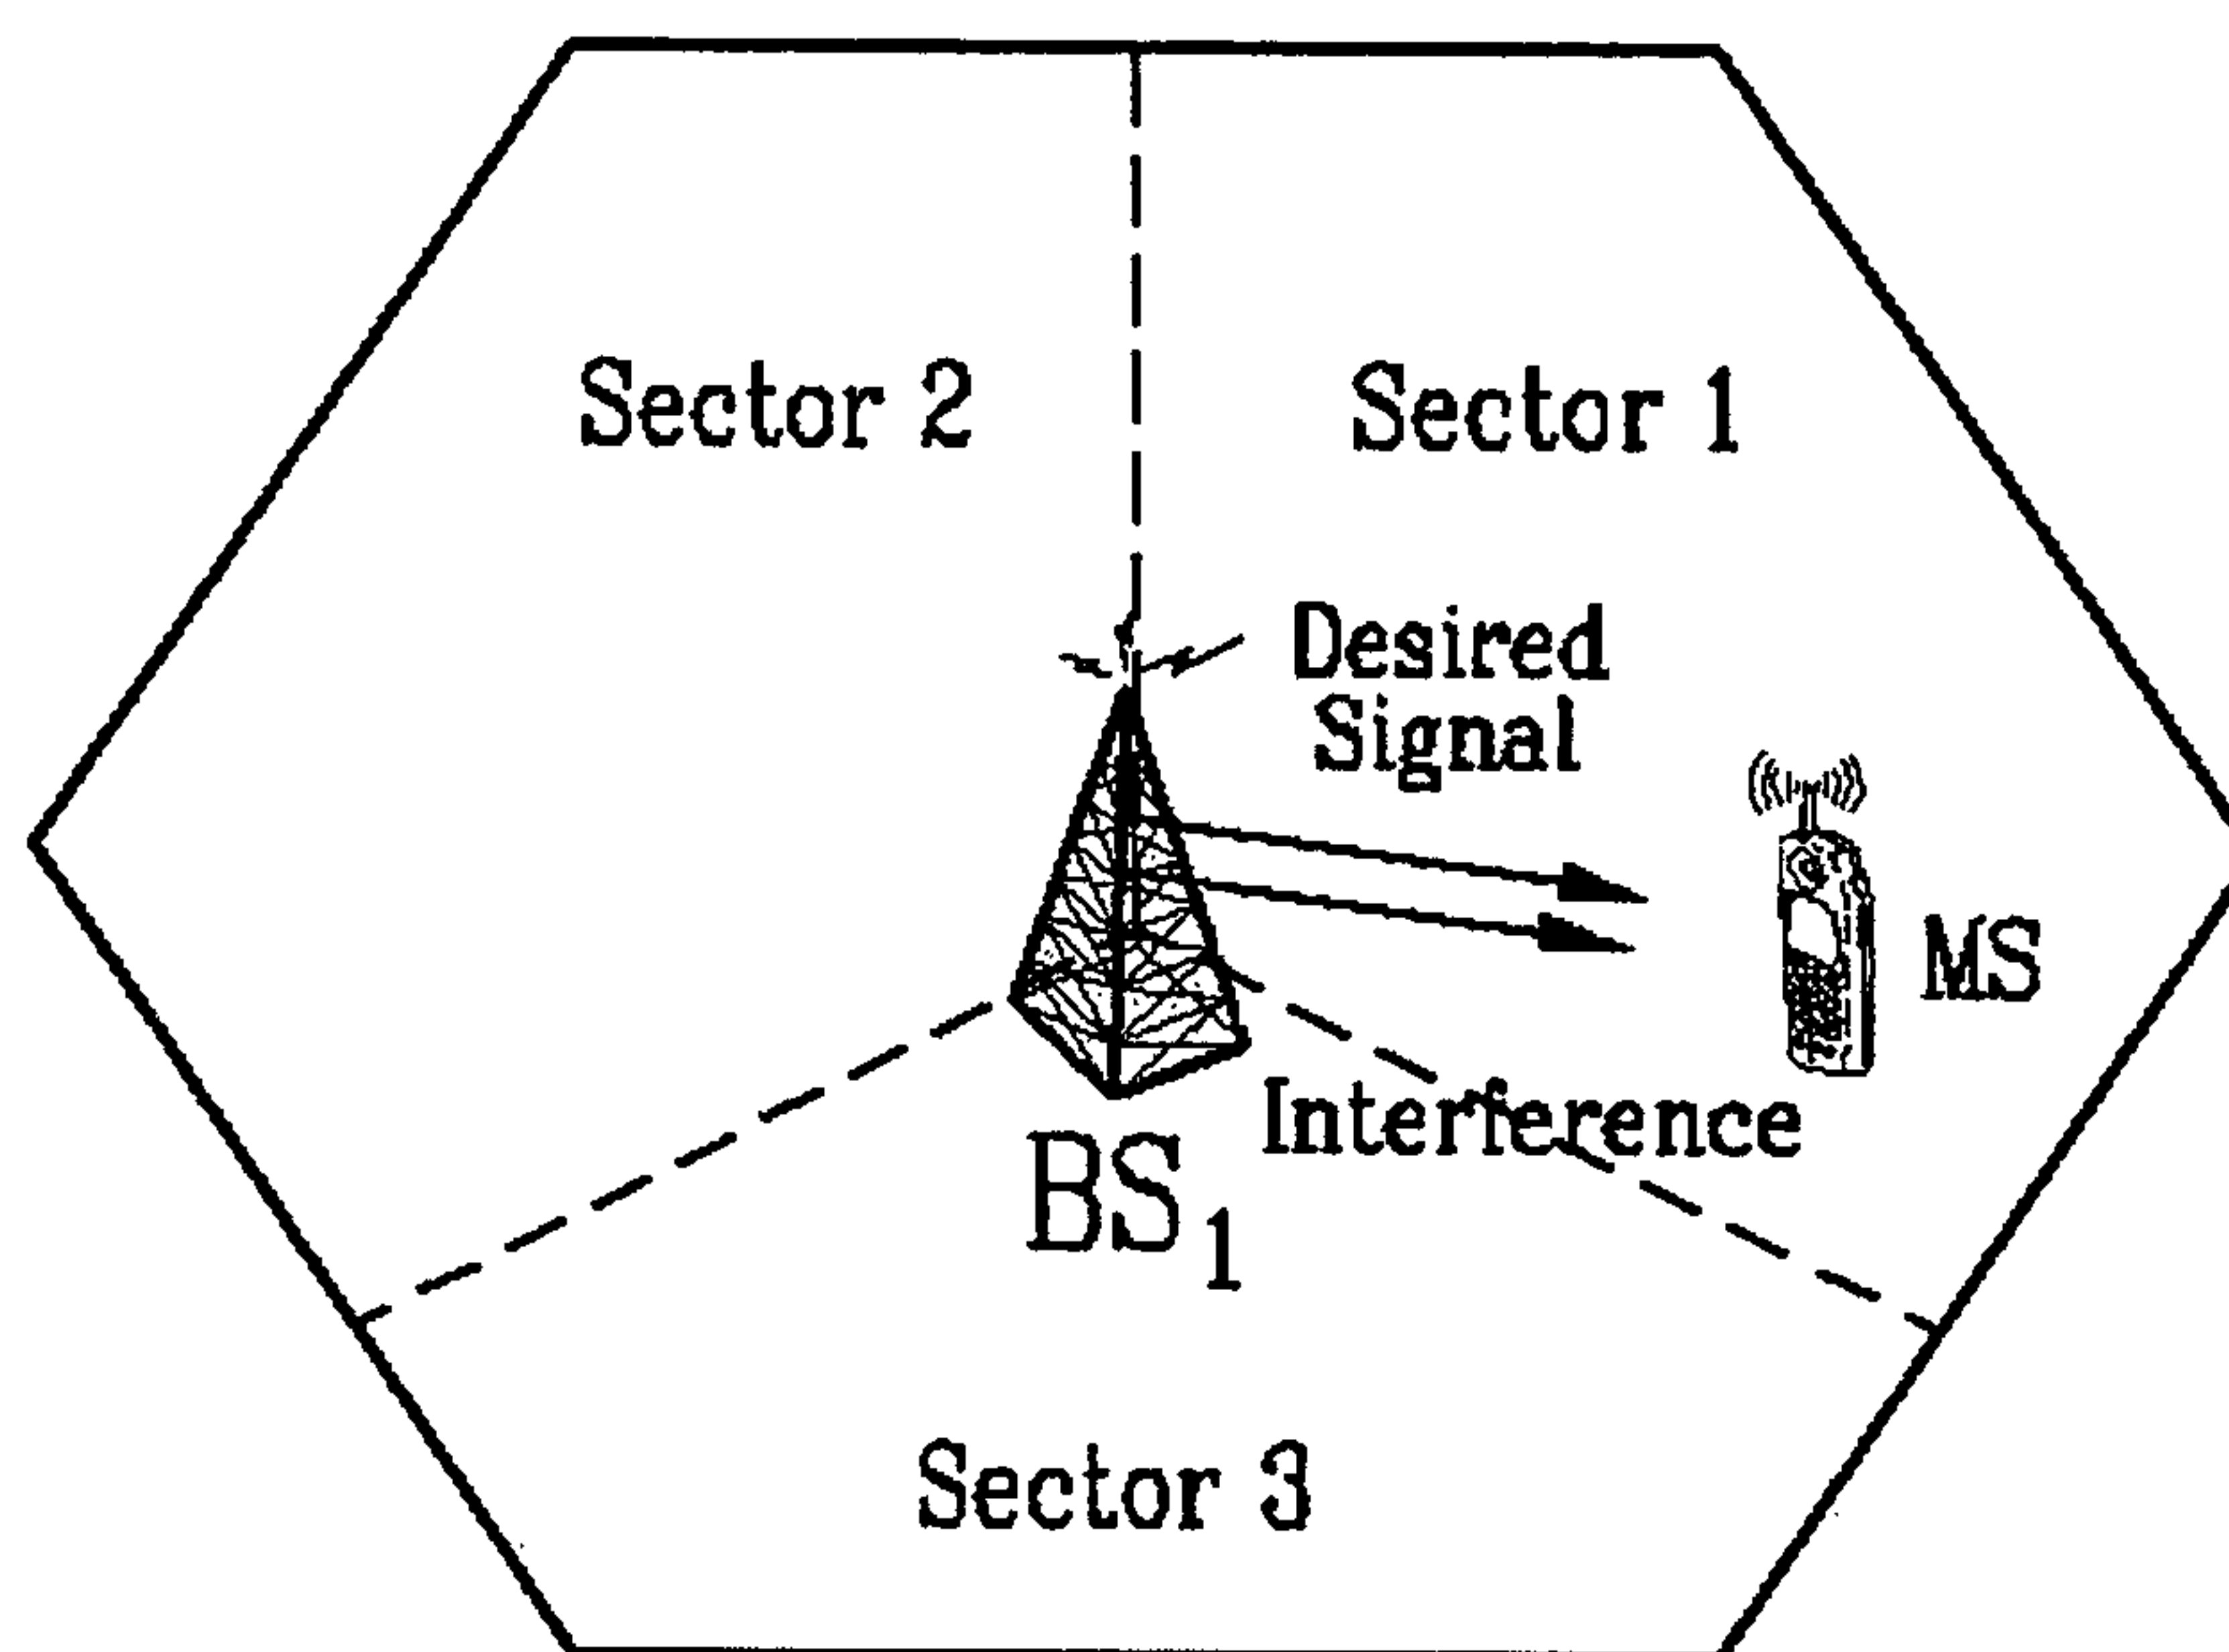 Sector 2
Sector 1
Desired
Signal
MS
Interference
BS1
Sector 3